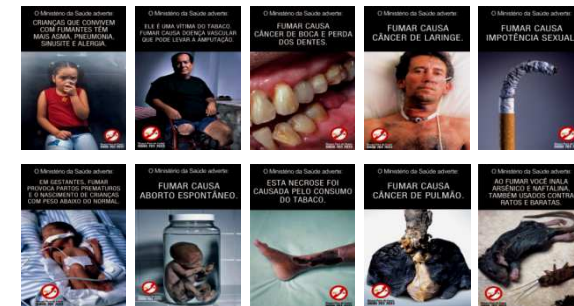 O Ministério da Saúde adverte:
CRIANÇAS QUE CONVIVEM
COM FUMANTES TÊM
MAIS ASMA, PNEUMONIA,
SINUSITE E ALERGIA.
O Ministério da Saúde adverte:
ELE É UMA VÍTIMA DO TABACO.
FUMAR CAUSA DOENÇA VASCULAR
QUE PODE LEVAR A AMPUTAÇÃO.
O Ministério da Saúde adverte:
FUMAR CAUSA
CÂNCER DE BOCA E PERDA
DOS DENTES.
O Ministério da Saúde adverte:
FUMAR CAUSA
CÂNCER DE LARINGE.
O Ministério da Saúde adverte:
FUMAR CAUSA
IMPOTÊNCIA SEXUAL
O Ministério da Saúde adverte:
EM GESTANTES, FUMAR
PROVOCA PARTOS PREMATUROS
E O NASCIMENTO DE CRIANÇAS
COM PESO ABAIXO DO NORMAL.
O Ministério da Saúde adverte:
FUMAR CAUSA
ABORTO ESPONTÂNEO.
O Ministério da Saúde adverte:
ESTA NECROSE FOI
CAUSADA PELO CONSUMO
DO TABACO.
O Ministério da Saúde adverte:
FUMAR CAUSA
CÂNCER DE PULMÃO.
O Ministério da Saúde adverte:
AO FUMAR VOCÊ INALA
ARSÊNICO E NAFTALINA,
TAMBÉM USADOS CONTRA
RATOS E BARATAS.